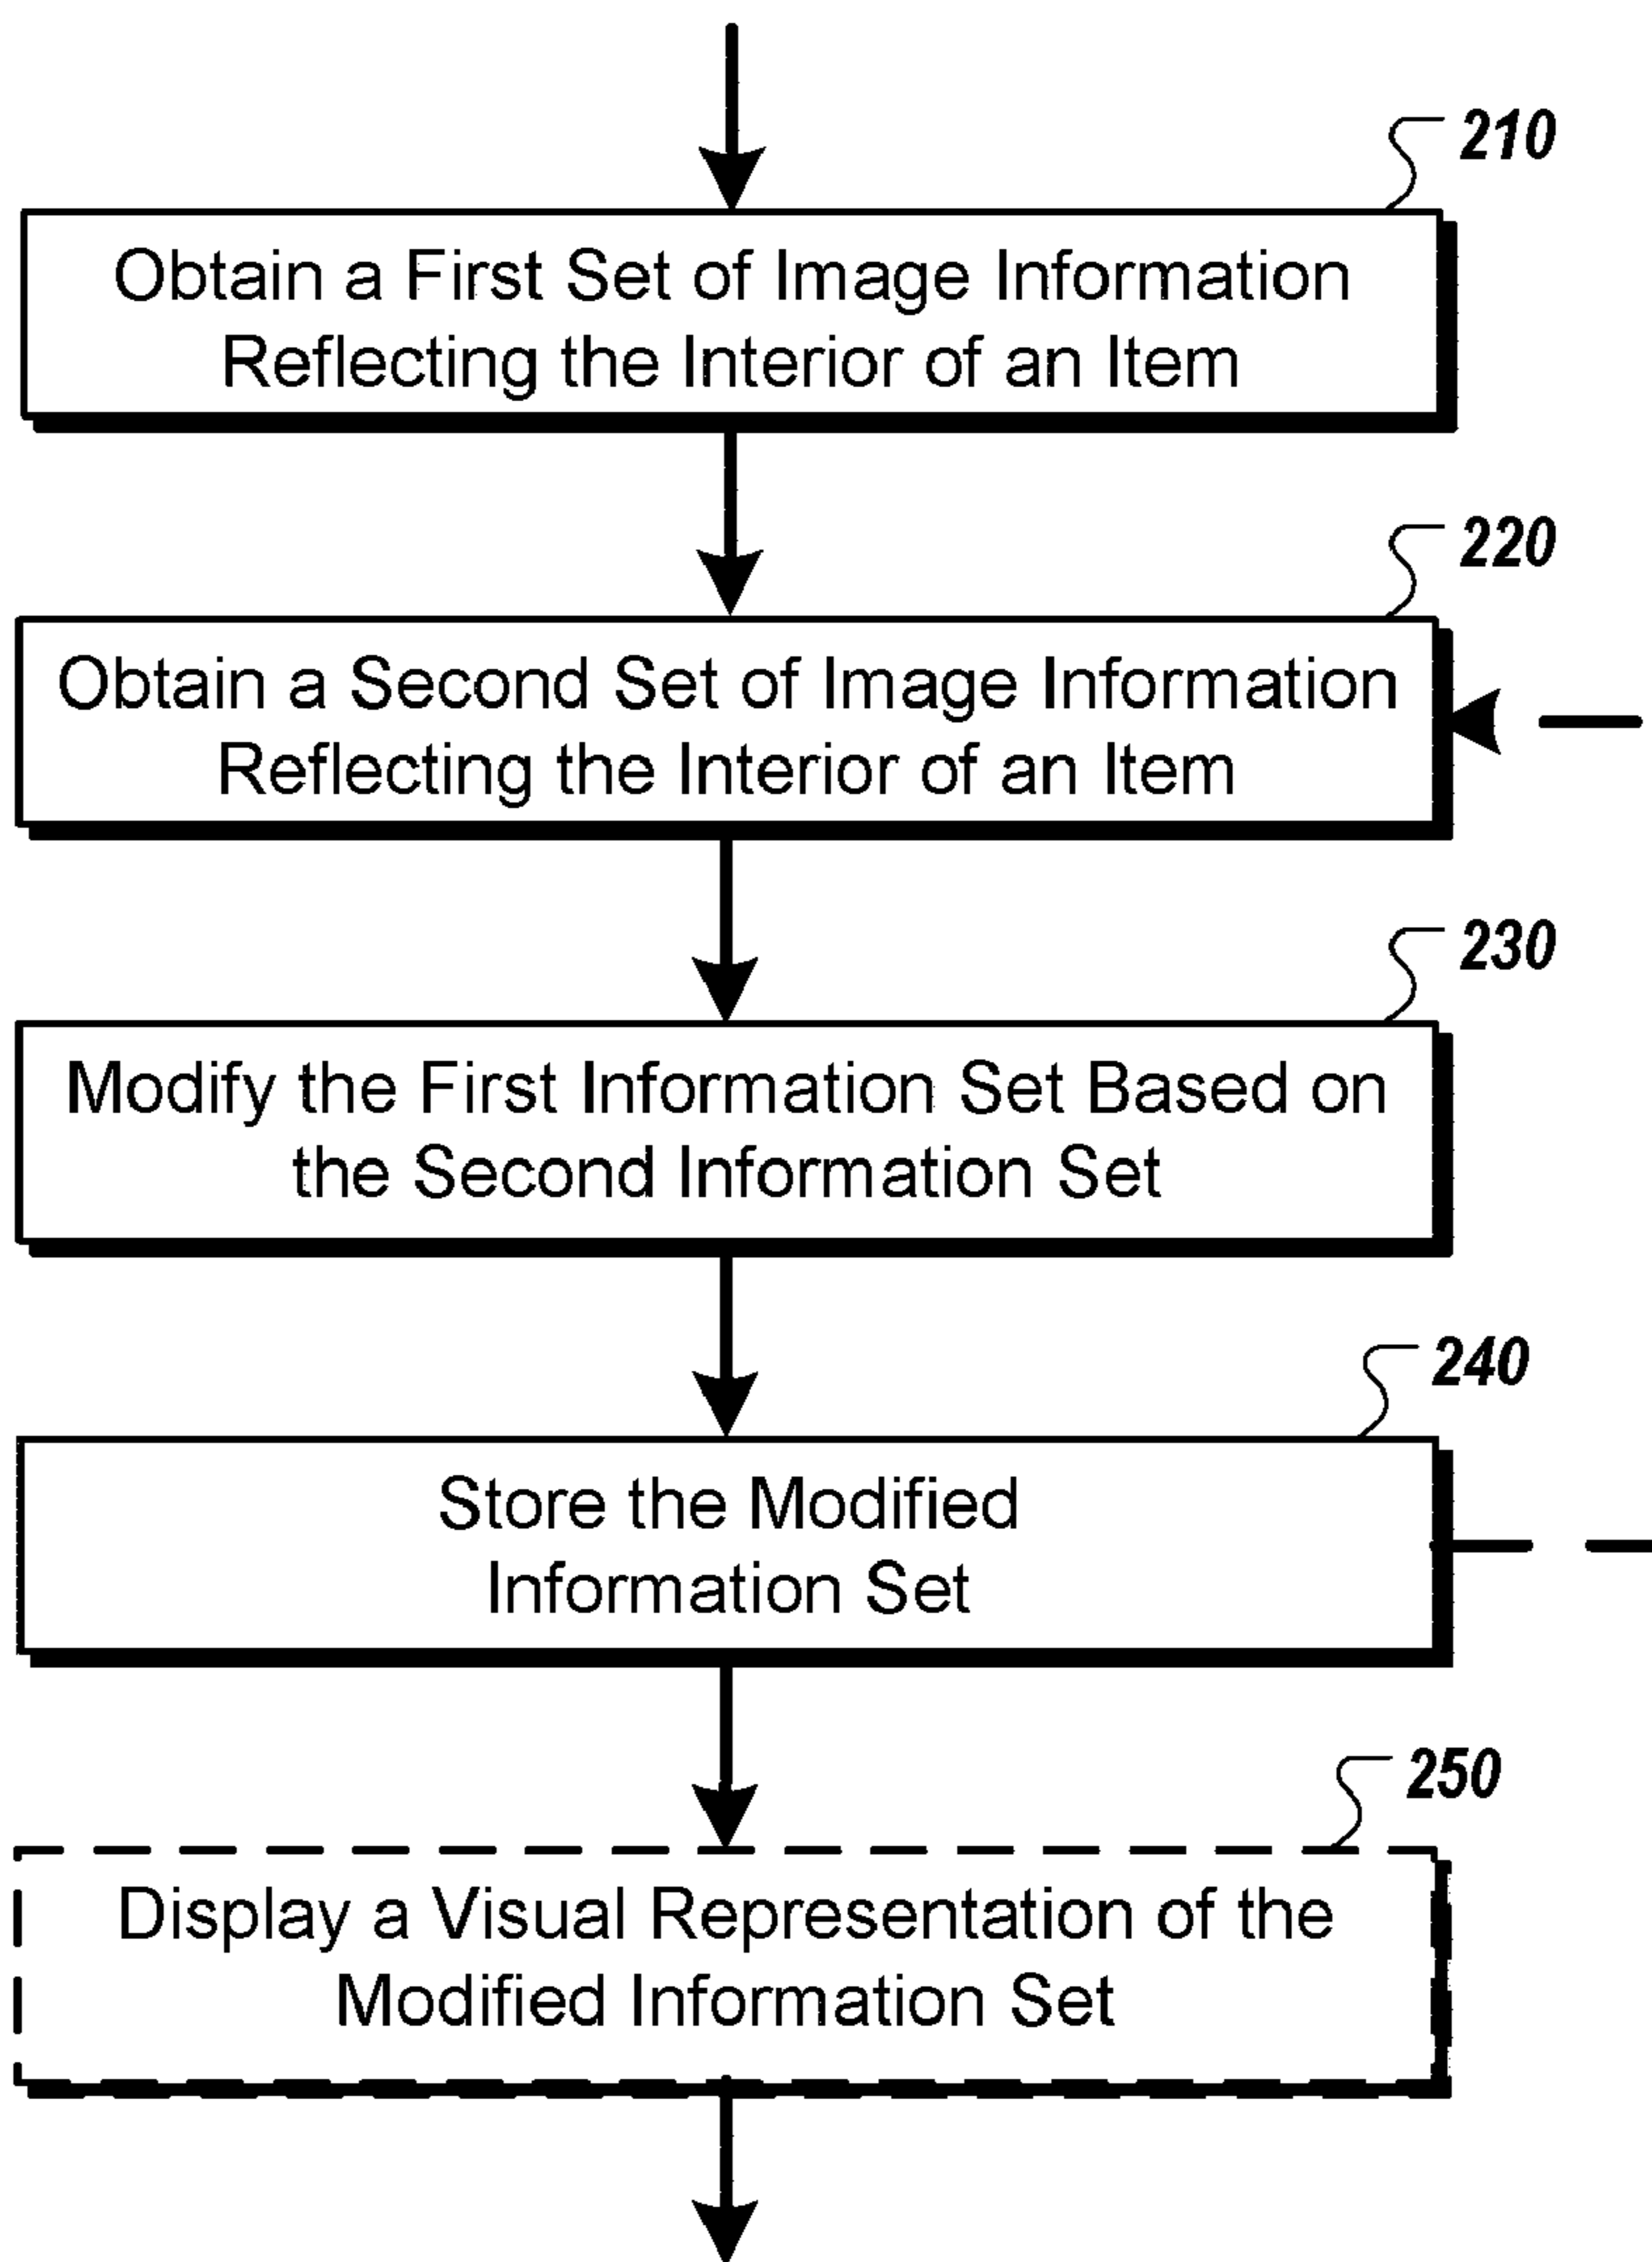 210
Obtain a First Set of Image Information
Reflecting the Interior of an Item
220
Obtain a Second Set of Image Information
Reflecting the Interior of an Item
230
Modify the First Information Set Based on
the Second Information Set
240
Store the Modified
Information Set
250
Display a Visual Representation of the
Modified Information Set